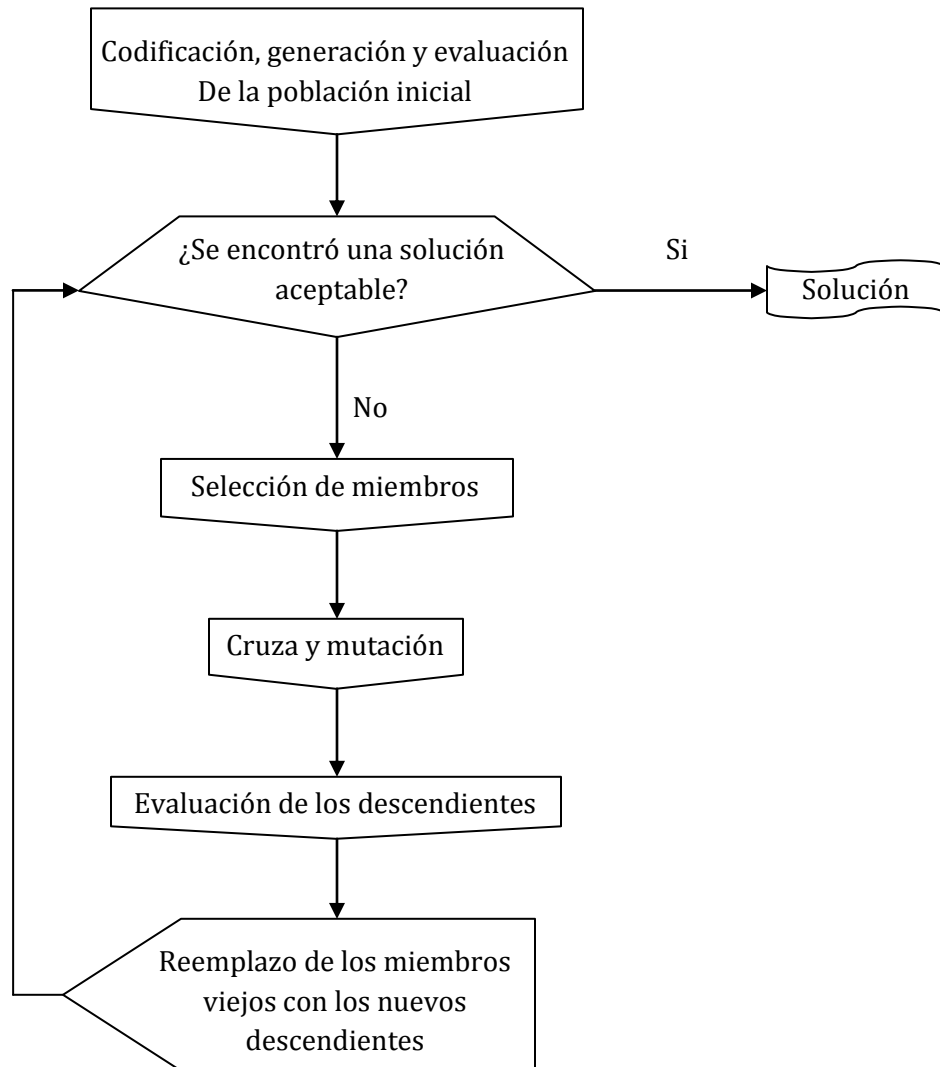 Codificación, generación y evaluación
De la población inicial
¿Se encontró una solución
aceptable?
Si
Solución
No
Selección de miembros
Cruza y mutación
Evaluación de los descendientes
Reemplazo de los miembros
viejos con los nuevos
descendientes